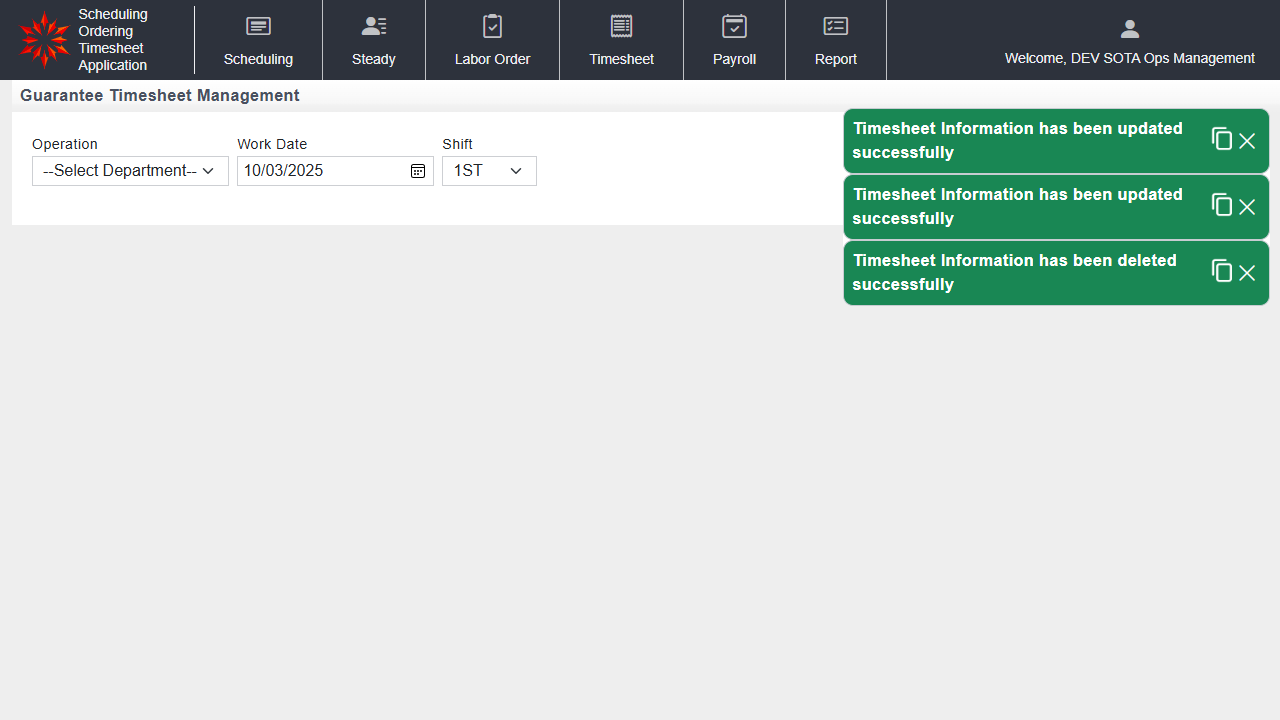 Scheduling
Ordering
Timesheet
Application
Scheduling
Steady
Labor Order
Timesheet
Payroll
Report
Welcome, DEV SOTA Ops Management
Guarantee Timesheet Management
Operation
Work Date
Shift
--Select Department--
10/03/2025
1ST
Timesheet Information has been updated
successfully
Timesheet Information has been updated
successfully
Timesheet Information has been deleted
successfully